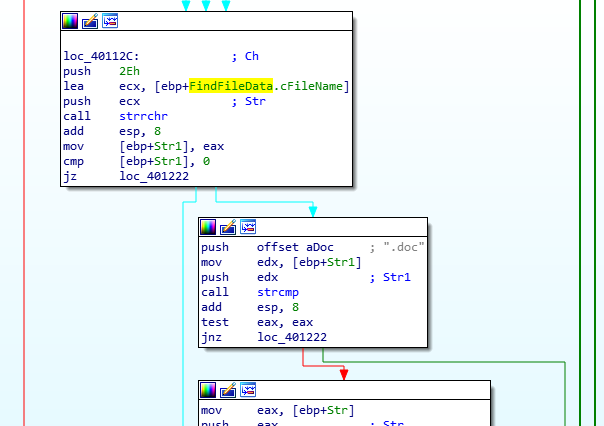 loc_40112C: ; Ch
push 2Eh
lea ecx, [ebp+FindFileData.cFileName]
push ecx ; Str
call strrchr
add esp, 8
mov [ebp+Str1], eax
cmp [ebp+Str1], 0
jz loc_401222
push offset aDoc ; ".doc"
mov edx, [ebp+Str1]
push edx ; Str1
call strcmp
add esp, 8
test eax, eax
jnz loc_401222
mov eax, [ebp+Str]
push eax ; Str